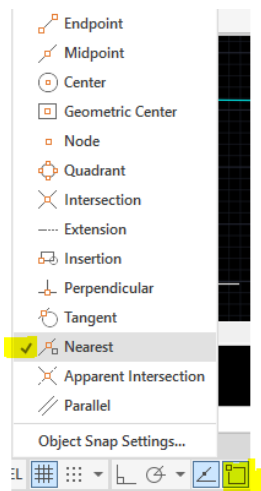 Endpoint
Midpoint
Center
Geometric Center
Node
Quadrant
Intersection
Extension
Insertion
Perpendicular
Tangent
Nearest
Apparent Intersection
Parallel
Object Snap Settings...
EL